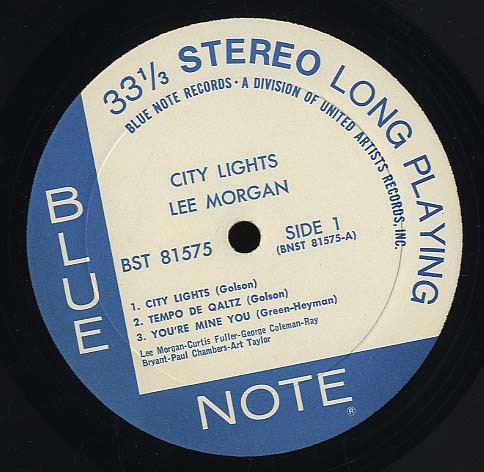 33⅓ STEREO LONG PLAYING
BLUE NOTE RECORDS • A DIVISION OF UNITED ARTISTS RECORDS, INC.
CITY LIGHTS
LEE MORGAN
BST 81575
SIDE 1
(BNST 81575-A)
1. CITY LIGHTS (Golson)
2. TEMPO DE QALTZ (Golson)
3. YOU'RE MINE YOU (Green-Heyman)
Lee Morgan-Curtis Fuller-George Coleman-Ray
Bryant-Paul Chambers-Art Taylor
BLUE
NOTE®